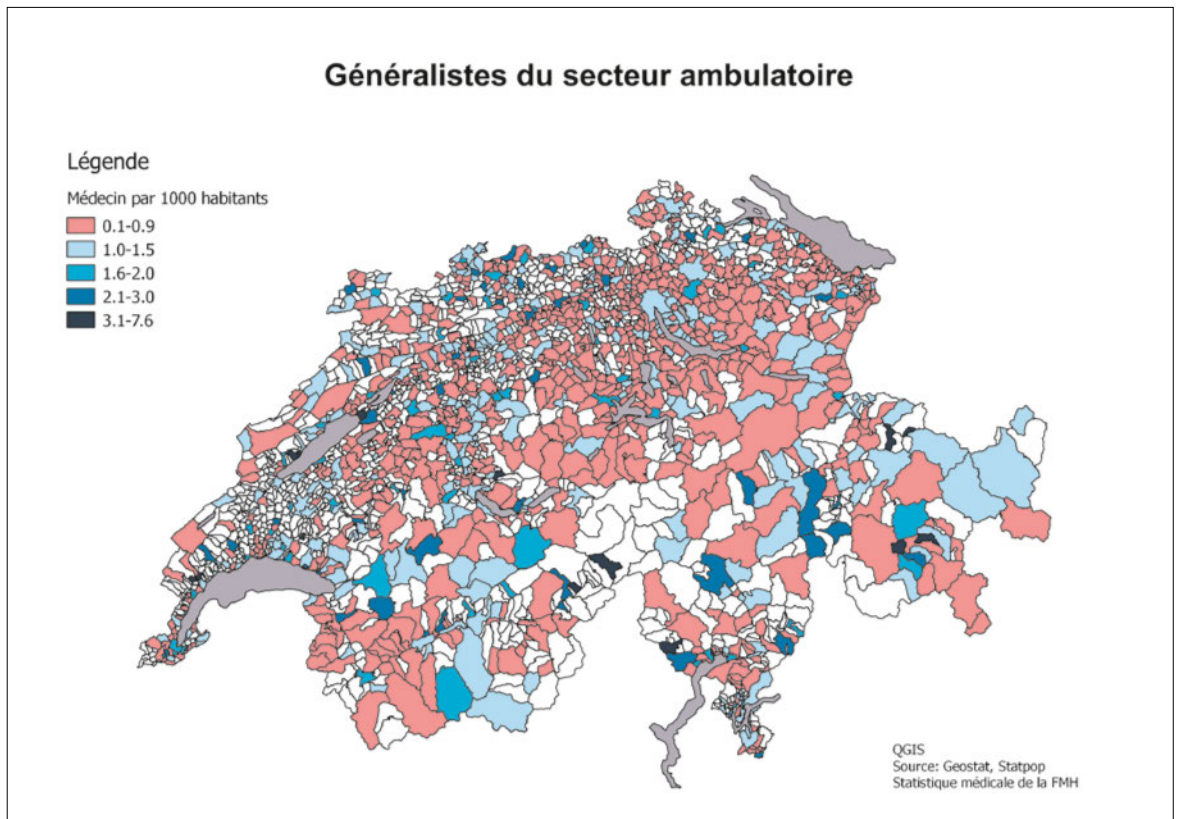 Généralistes du secteur ambulatoire
Légende
Médecin par 1000 habitants
0.1-0.9
1.0-1.5
1.6-2.0
2.1-3.0
3.1-7.6
QGIS
Source: Geostat, Statpop
Statistique médicale de la FMH